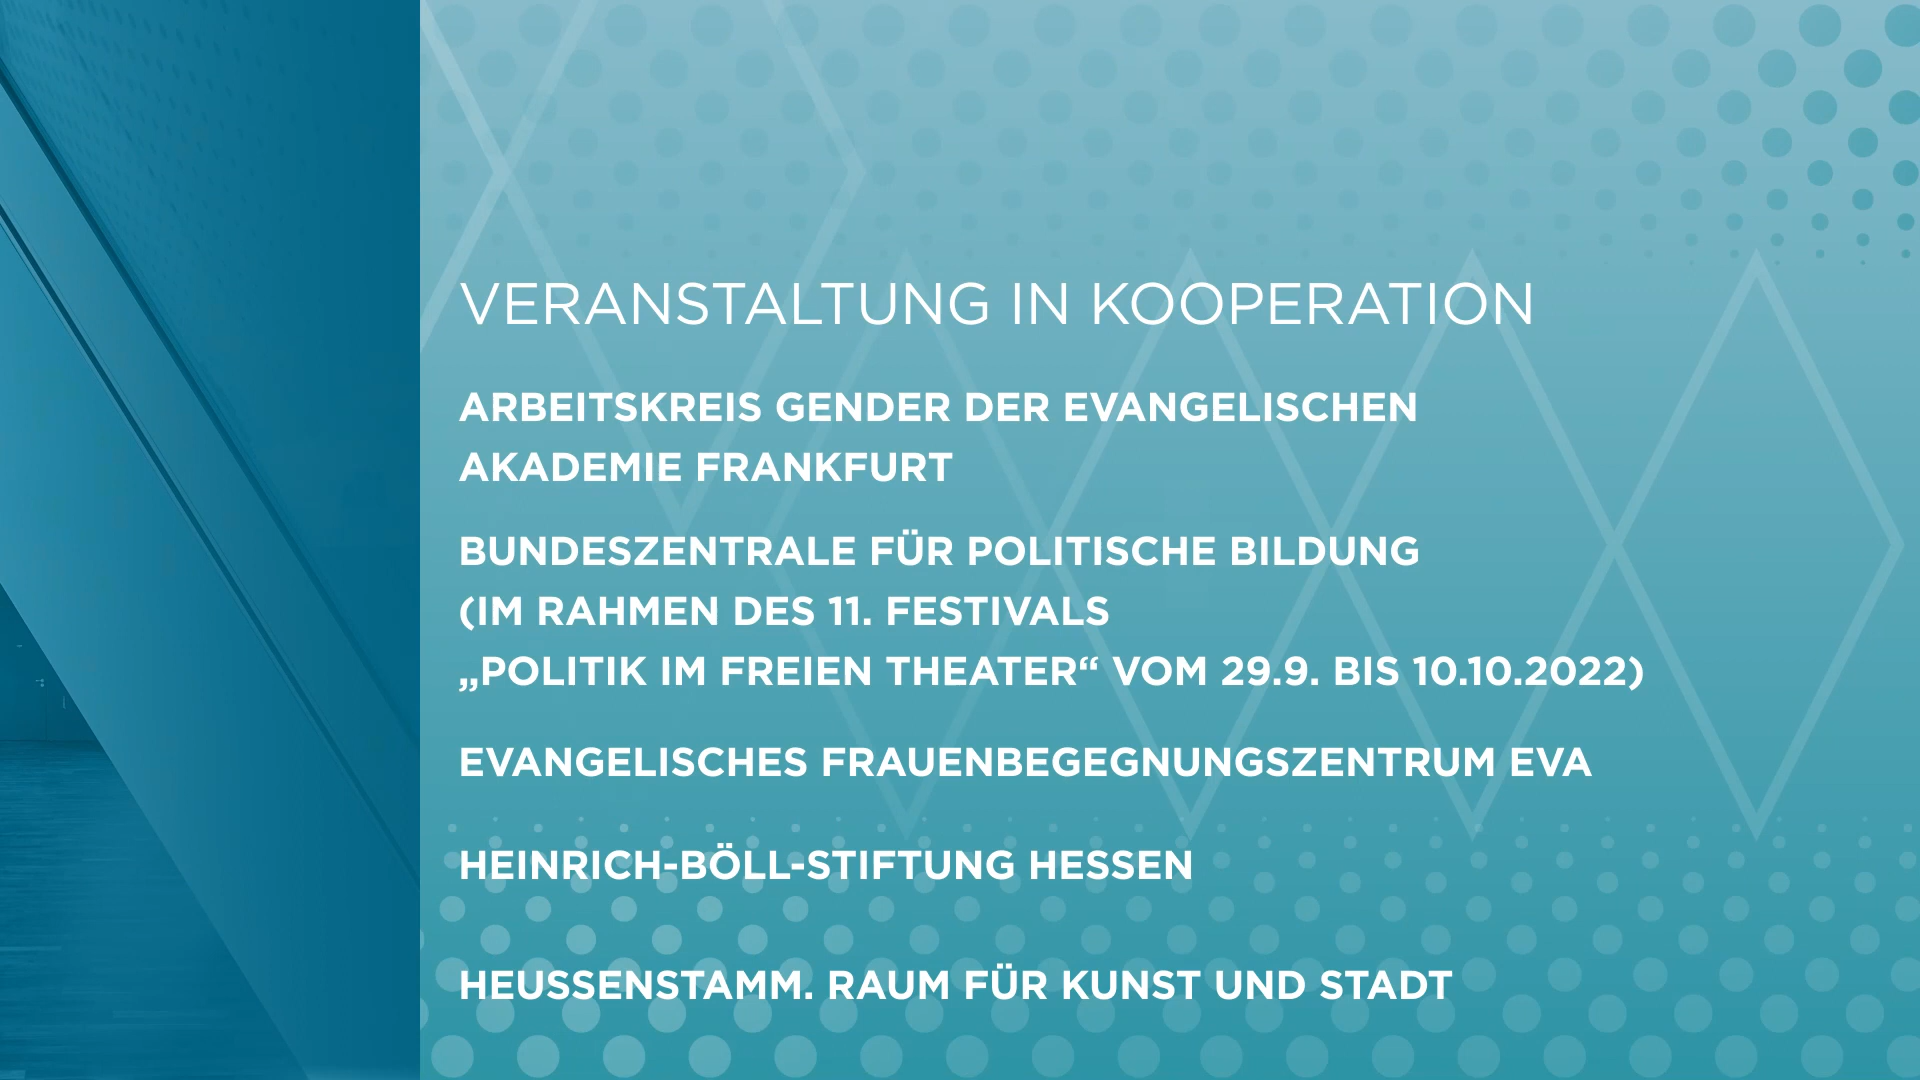 VERANSTALTUNG IN KOOPERATION
ARBEITSKREIS GENDER DER EVANGELISCHEN
AKADEMIE FRANKFURT
BUNDESZENTRALE FÜR POLITISCHE BILDUNG
(IM RAHMEN DES 11. FESTIVALS
„POLITIK IM FREIEN THEATER“ VOM 29.9. BIS 10.10.2022)
EVANGELISCHES FRAUENBEGEGNUNGSZENTRUM EVA
HEINRICH-BÖLL-STIFTUNG HESSEN
HEUSSENSTAMM. RAUM FÜR KUNST UND STADT